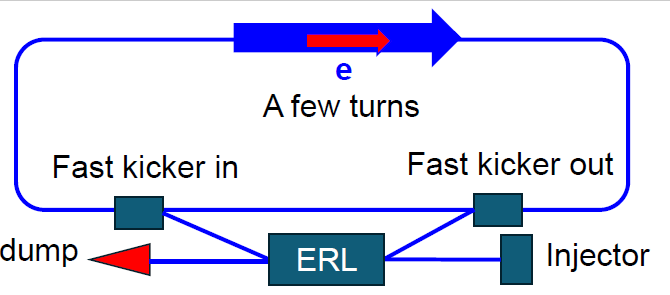 e
A few turns
Fast kicker in
Fast kicker out
dump
ERL
Injector